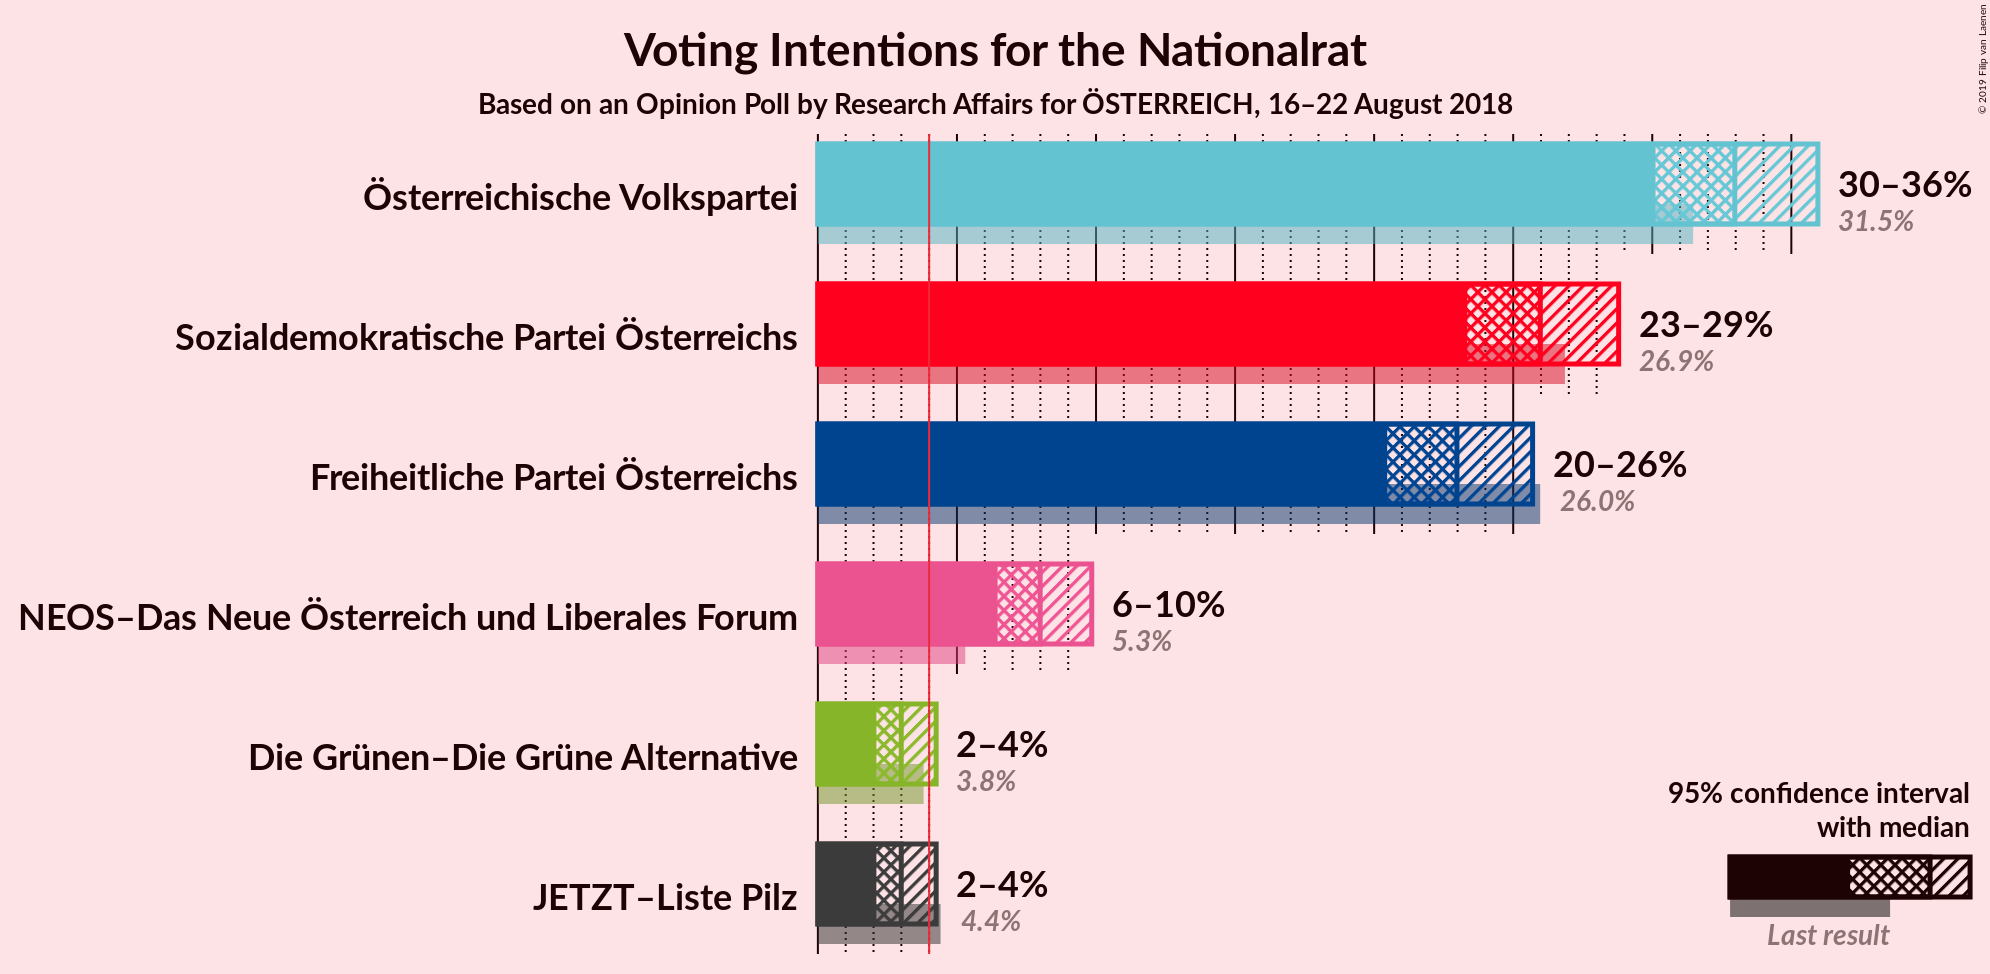 Voting Intentions for the Nationalrat
Based on an Opinion Poll by Research Affairs for ÖSTERREICH, 16–22 August 2018
© 2019 Filip van Laenen
Österreichische Volkspartei
30–36%
31.5%
Sozialdemokratische Partei Österreichs
23–29%
26.9%
Freiheitliche Partei Österreichs
20–26%
26.0%
NEOS–Das Neue Österreich und Liberales Forum
6–10%
5.3%
Die Grünen–Die Grüne Alternative
2–4%
3.8%
JETZT–Liste Pilz
2–4%
4.4%
95% confidence interval
with median
Last result